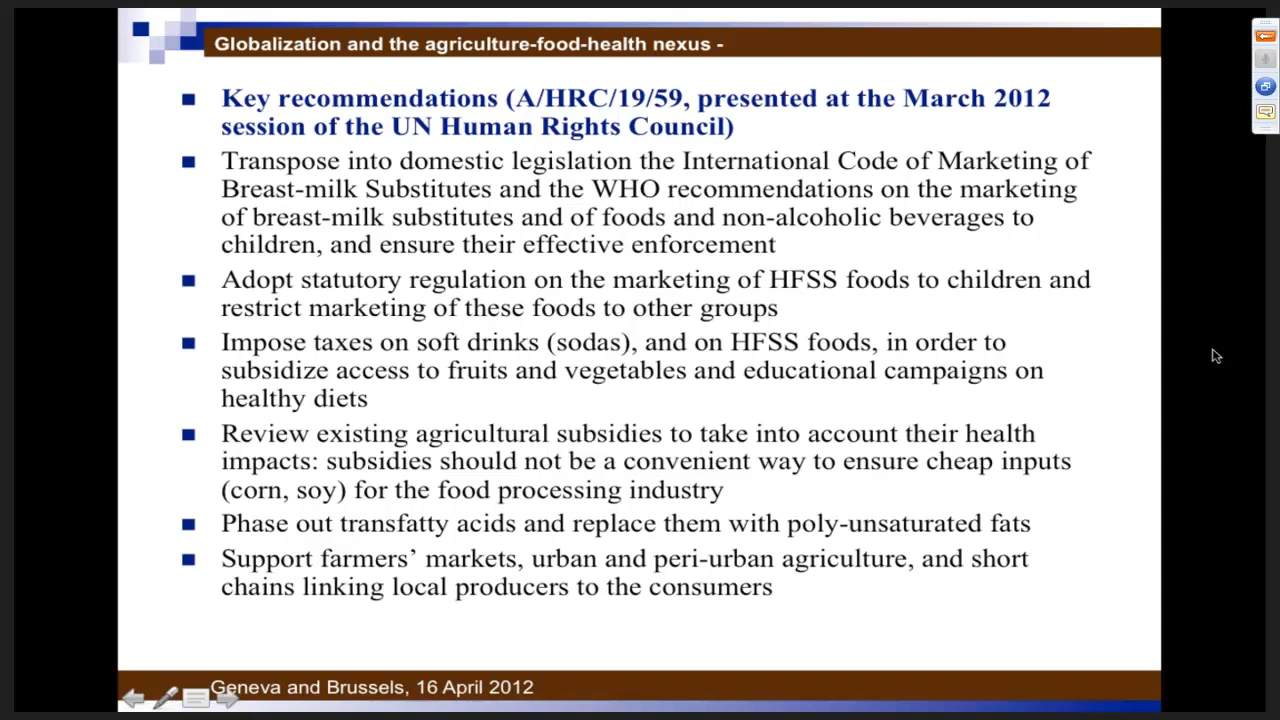 Globalization and the agriculture-food-health nexus -
Key recommendations (A/HRC/19/59, presented at the March 2012
session of the UN Human Rights Council)
Transpose into domestic legislation the International Code of Marketing of
Breast-milk Substitutes and the WHO recommendations on the marketing
of breast-milk substitutes and of foods and non-alcoholic beverages to
children, and ensure their effective enforcement
Adopt statutory regulation on the marketing of HFSS foods to children and
restrict marketing of these foods to other groups
Impose taxes on soft drinks (sodas), and on HFSS foods, in order to
subsidize access to fruits and vegetables and educational campaigns on
healthy diets
Review existing agricultural subsidies to take into account their health
impacts: subsidies should not be a convenient way to ensure cheap inputs
(corn, soy) for the food processing industry
Phase out transfatty acids and replace them with poly-unsaturated fats
Support farmers’ markets, urban and peri-urban agriculture, and short
chains linking local producers to the consumers
Geneva and Brussels, 16 April 2012